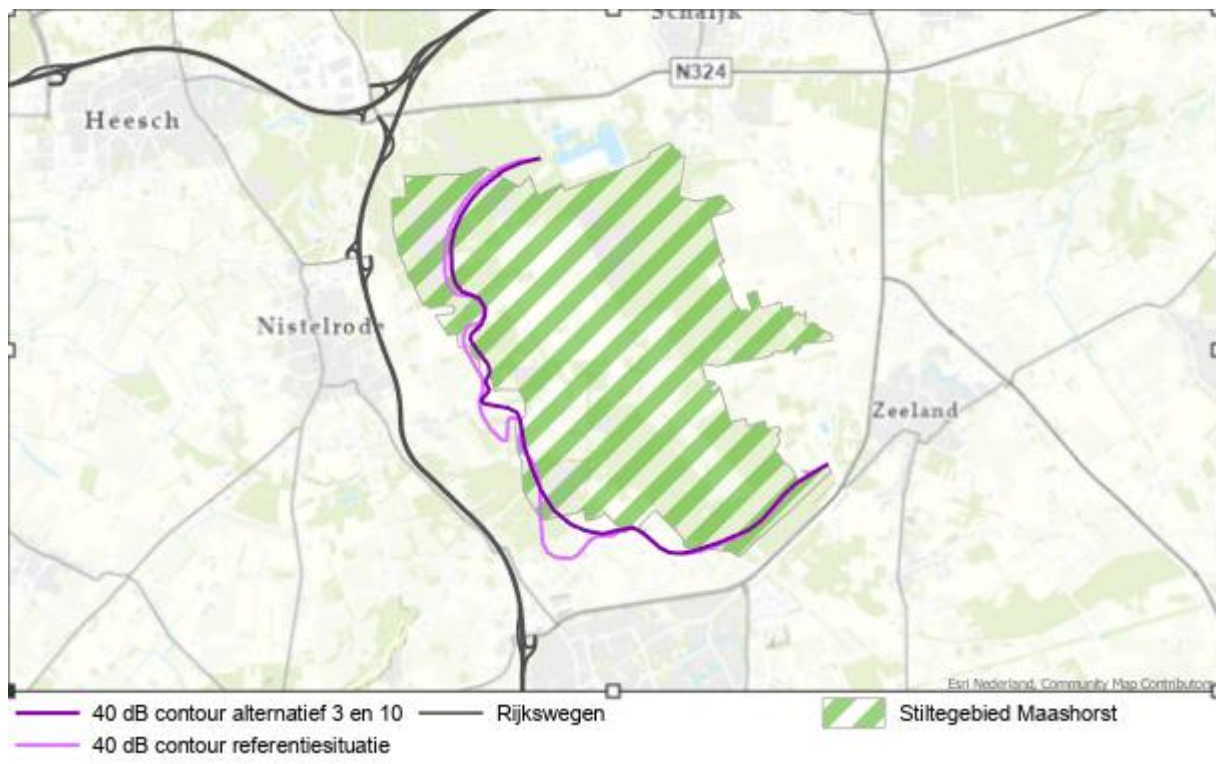 Schaijk
N324
Heesch
Nistelrode
Zeeland
Esri Nederland, Community Map Contributors
40 dB contour alternatief 3 en 10
Rijkswegen
Stiltegebied Maashorst
40 dB contour referentiesituatie